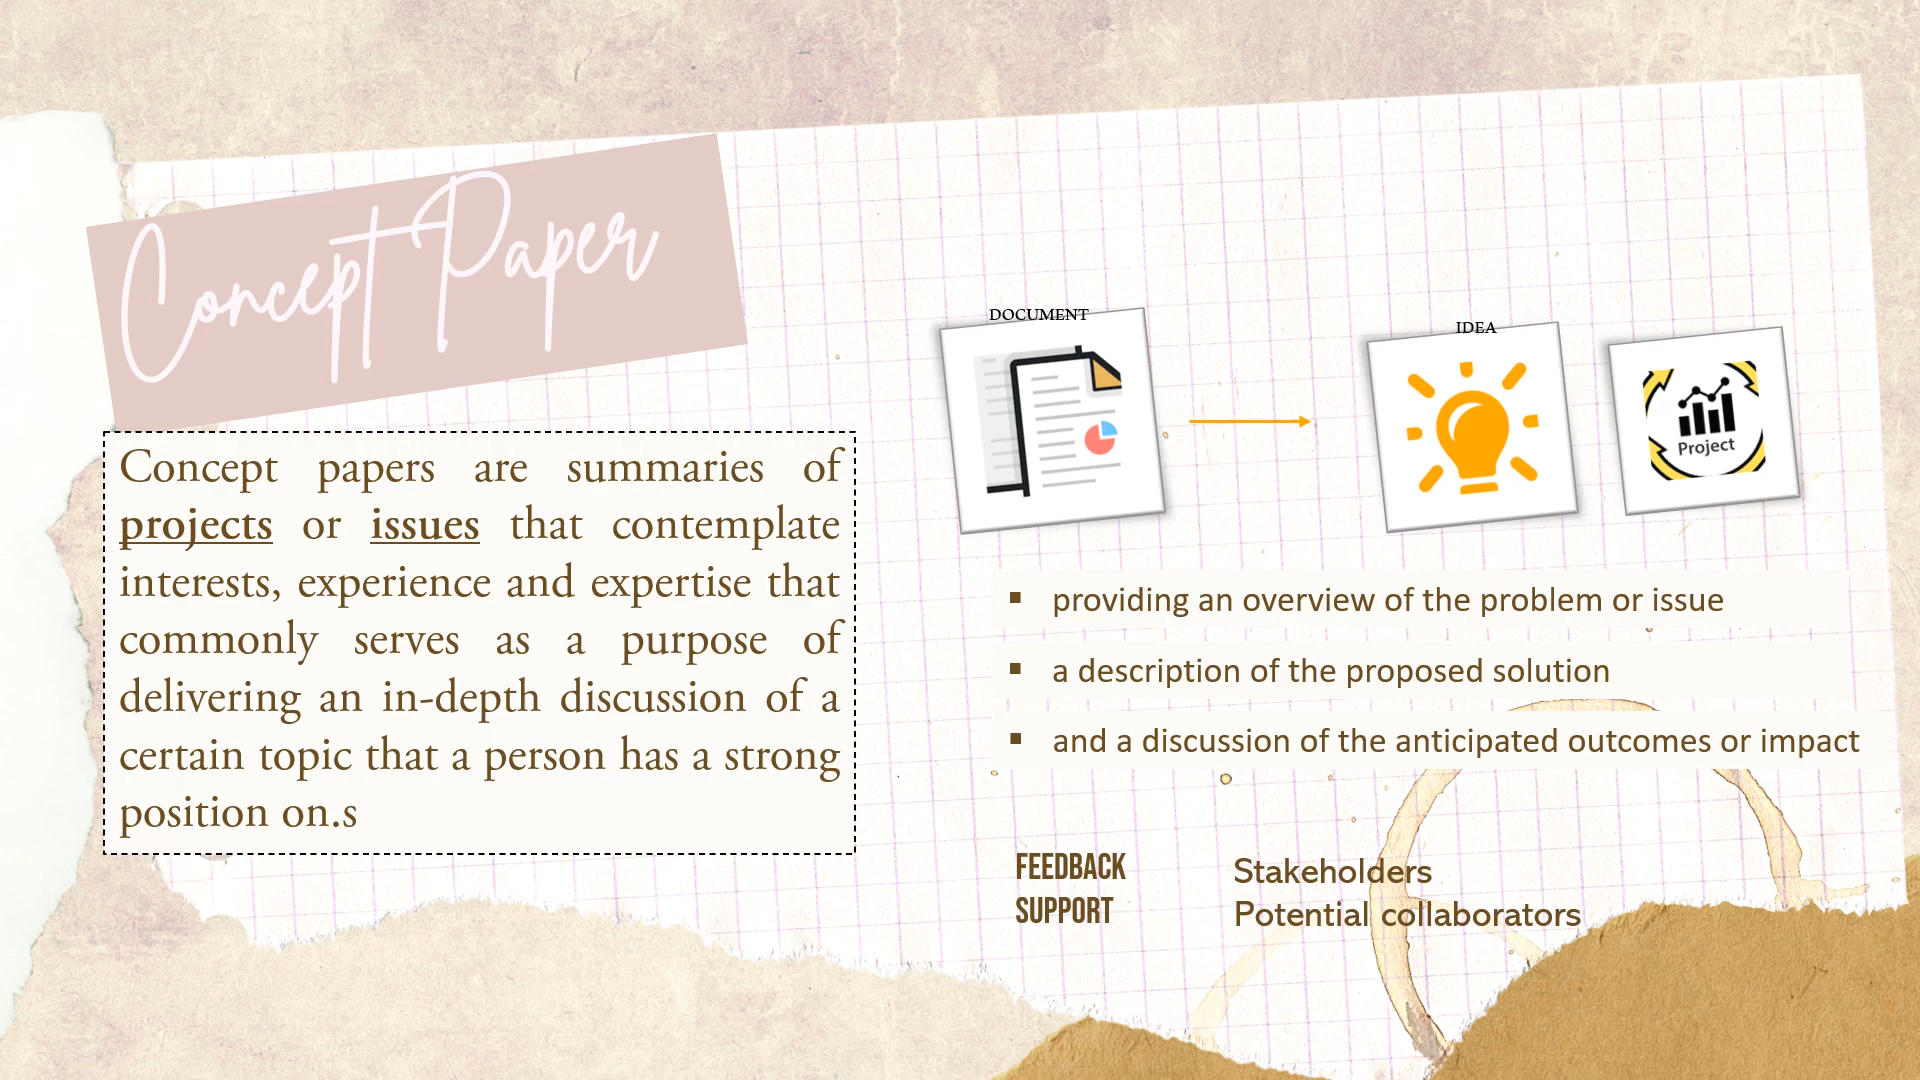 Concept Paper
Concept papers are summaries of
projects or issues that contemplate
interests, experience and expertise that
commonly serves as a purpose of
delivering an in-depth discussion of a
certain topic that a person has a strong
position on.s
DOCUMENT
IDEA
Project
▪ providing an overview of the problem or issue
▪ a description of the proposed solution
▪ and a discussion of the anticipated outcomes or impact
FEEDBACK
SUPPORT
Stakeholders
Potential collaborators